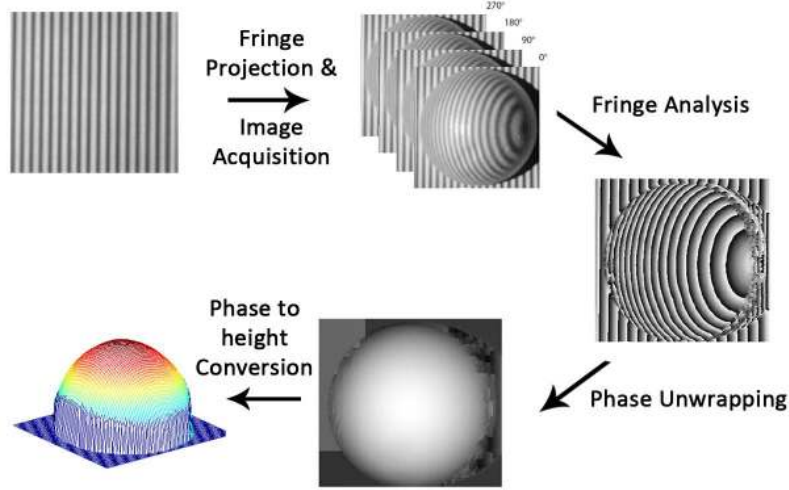 Fringe
Projection &
Image
Acquisition
270°
180°
90°
0°
Fringe Analysis
Phase Unwrapping
Phase to
height
Conversion